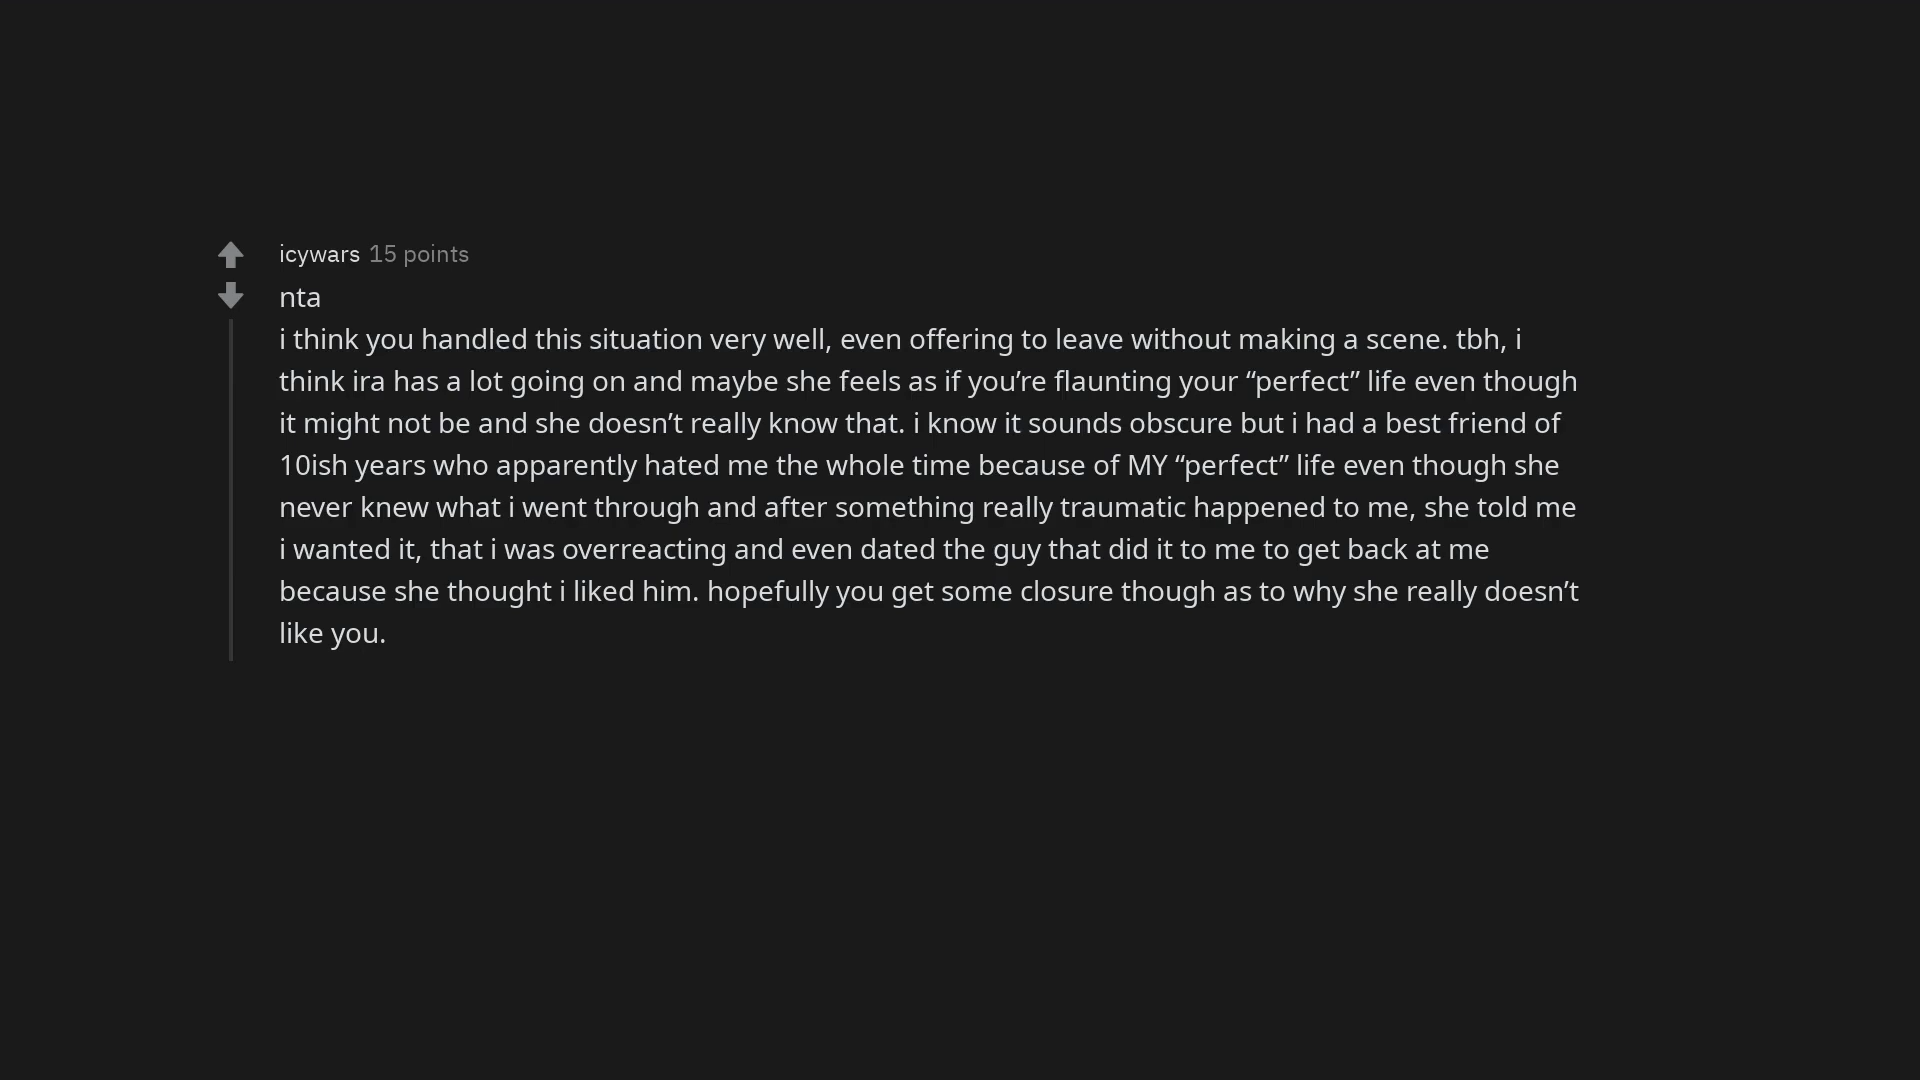 icywars 15 points
nta
i think you handled this situation very well, even offering to leave without making a scene. tbh, i
think ira has a lot going on and maybe she feels as if you’re flaunting your “perfect” life even though
it might not be and she doesn’t really know that. i know it sounds obscure but i had a best friend of
10ish years who apparently hated me the whole time because of MY “perfect” life even though she
never knew what i went through and after something really traumatic happened to me, she told me
i wanted it, that i was overreacting and even dated the guy that did it to me to get back at me
because she thought i liked him. hopefully you get some closure though as to why she really doesn’t
like you.